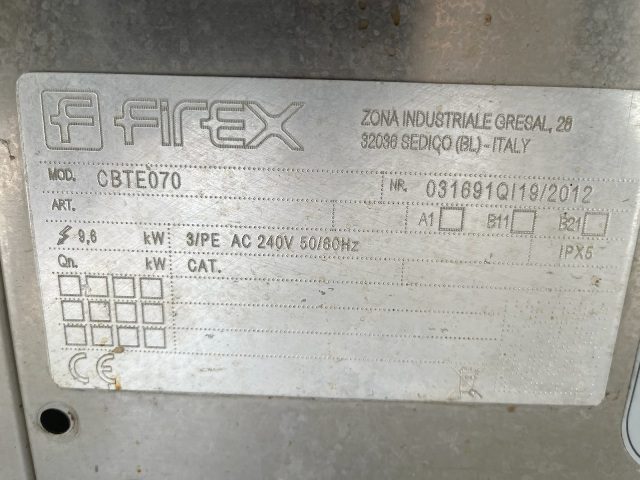 F FIREX
ZONA INDUSTRIALE GRESAL, 28
32036 SEDICO (BL) - ITALY
MOD. CBTE070 NR. 031691QI19/2012
ART. A1 B11 B21
9,6 kW 3/PE AC 240V 50/60Hz IPX5
Qn. kW CAT.
CE